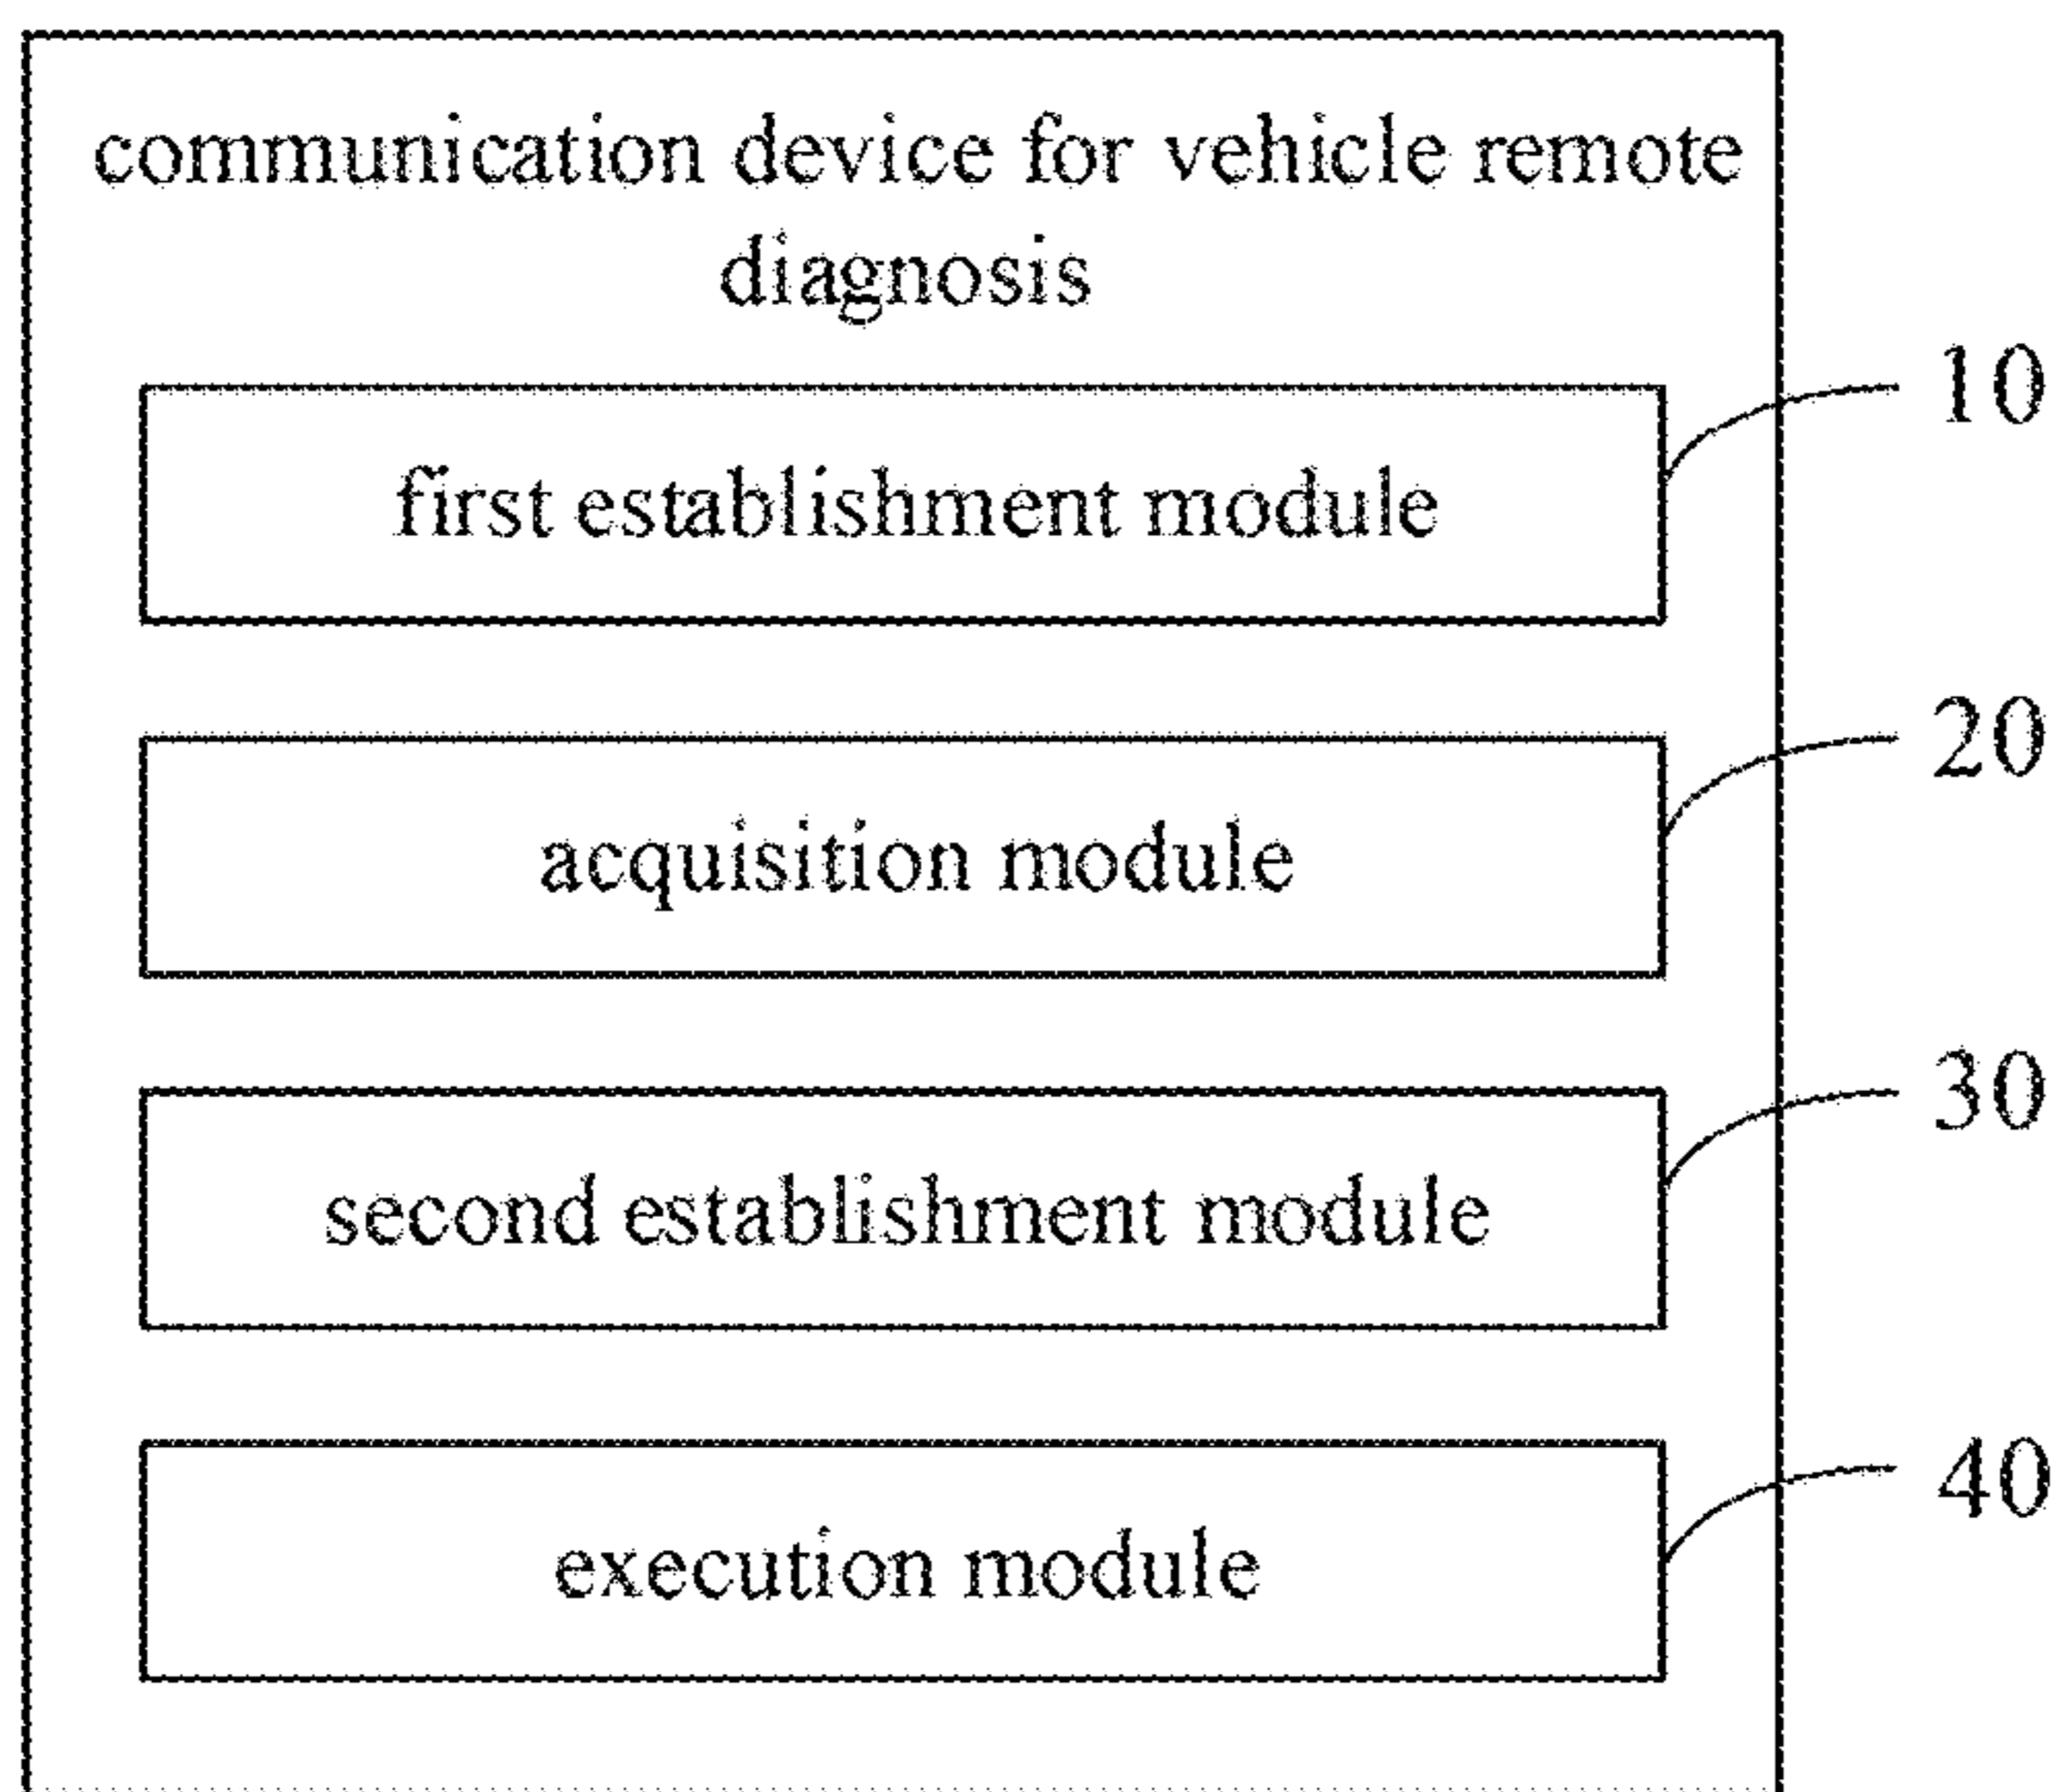 communication device for vehicle remote
diagnosis
10
first establishment module
20
acquisition module
30
second establishment module
40
execution module